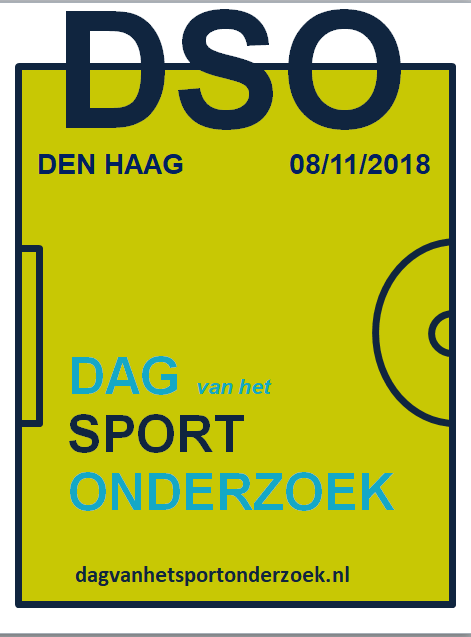 DSO
DEN HAAG 08/11/2018
DAG van het
SPORT
ONDERZOEK
dagvanhetsportonderzoek.nl